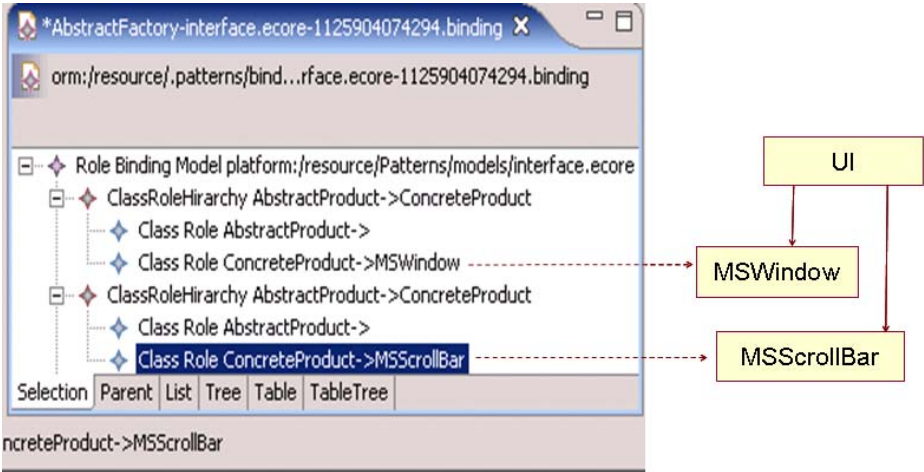 *AbstractFactory-interface.ecore-1125904074294.binding
orm:/resource/.patterns/bind...rface.ecore-1125904074294.binding
Role Binding Model platform:/resource/Patterns/models/interface.ecore
ClassRoleHirarchy AbstractProduct->ConcreteProduct
Class Role AbstractProduct->
Class Role ConcreteProduct->MSWindow
ClassRoleHirarchy AbstractProduct->ConcreteProduct
Class Role AbstractProduct->
Class Role ConcreteProduct->MSScrollBar
Selection Parent List Tree Table TableTree
ncreteProduct->MSScrollBar
UI
MSWindow
MSScrollBar